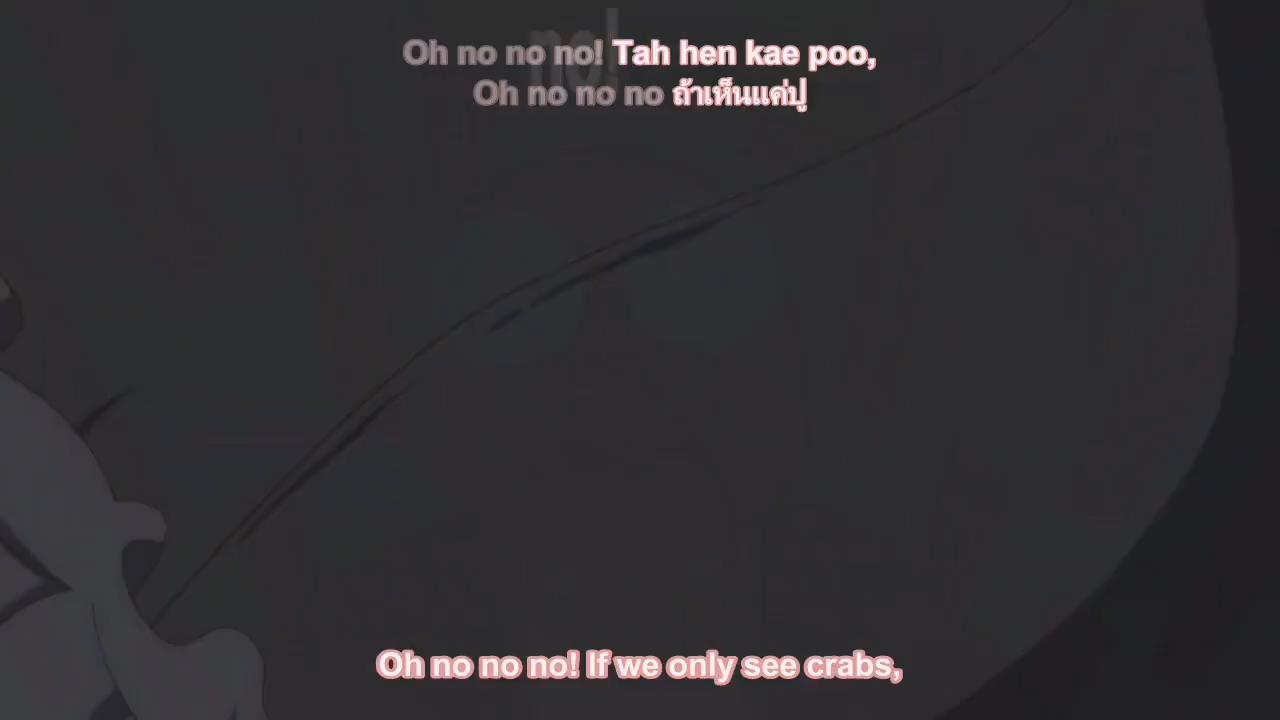 no!
Oh no no no! Tah hen kae poo,
Oh no no no ถ้าเห็นแค่ปู
Oh no no no! If we only see crabs,